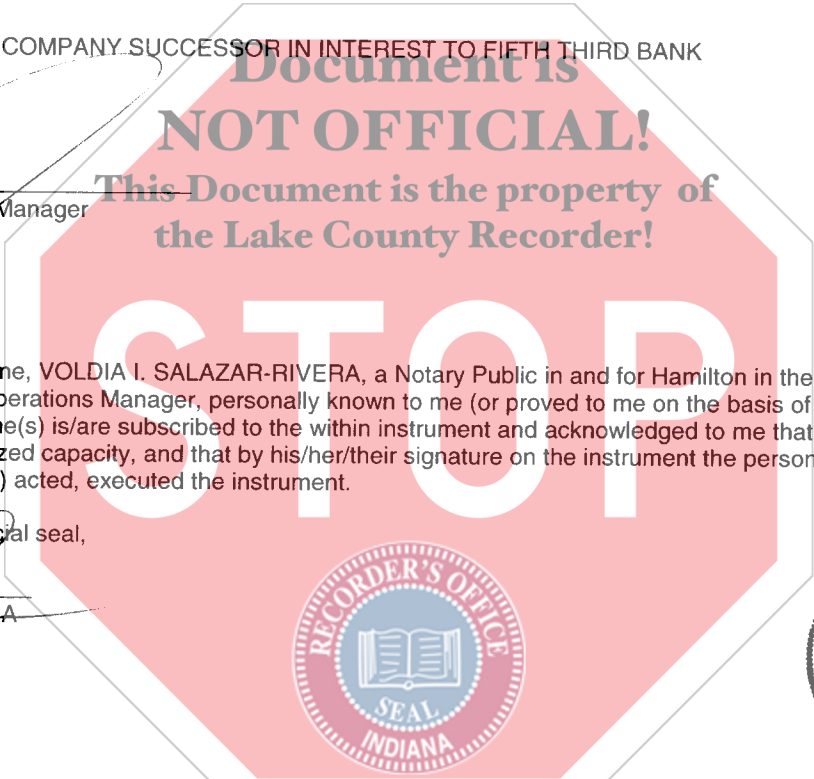 COMPANY SUCCESSOR IN INTEREST TO FIFTH THIRD BANK
Document is
NOT OFFICIAL!
This Document is the property of
the Lake County Recorder!
Manager
STOP
me, VOLDIA I. SALAZAR-RIVERA, a Notary Public in and for Hamilton in the
perations Manager, personally known to me (or proved to me on the basis of
e(s) is/are subscribed to the within instrument and acknowledged to me that
zed capacity, and that by his/her/their signature on the instrument the person
) acted, executed the instrument.
cial seal,
A
RECORDER'S OFFICE
SEAL
INDIANA